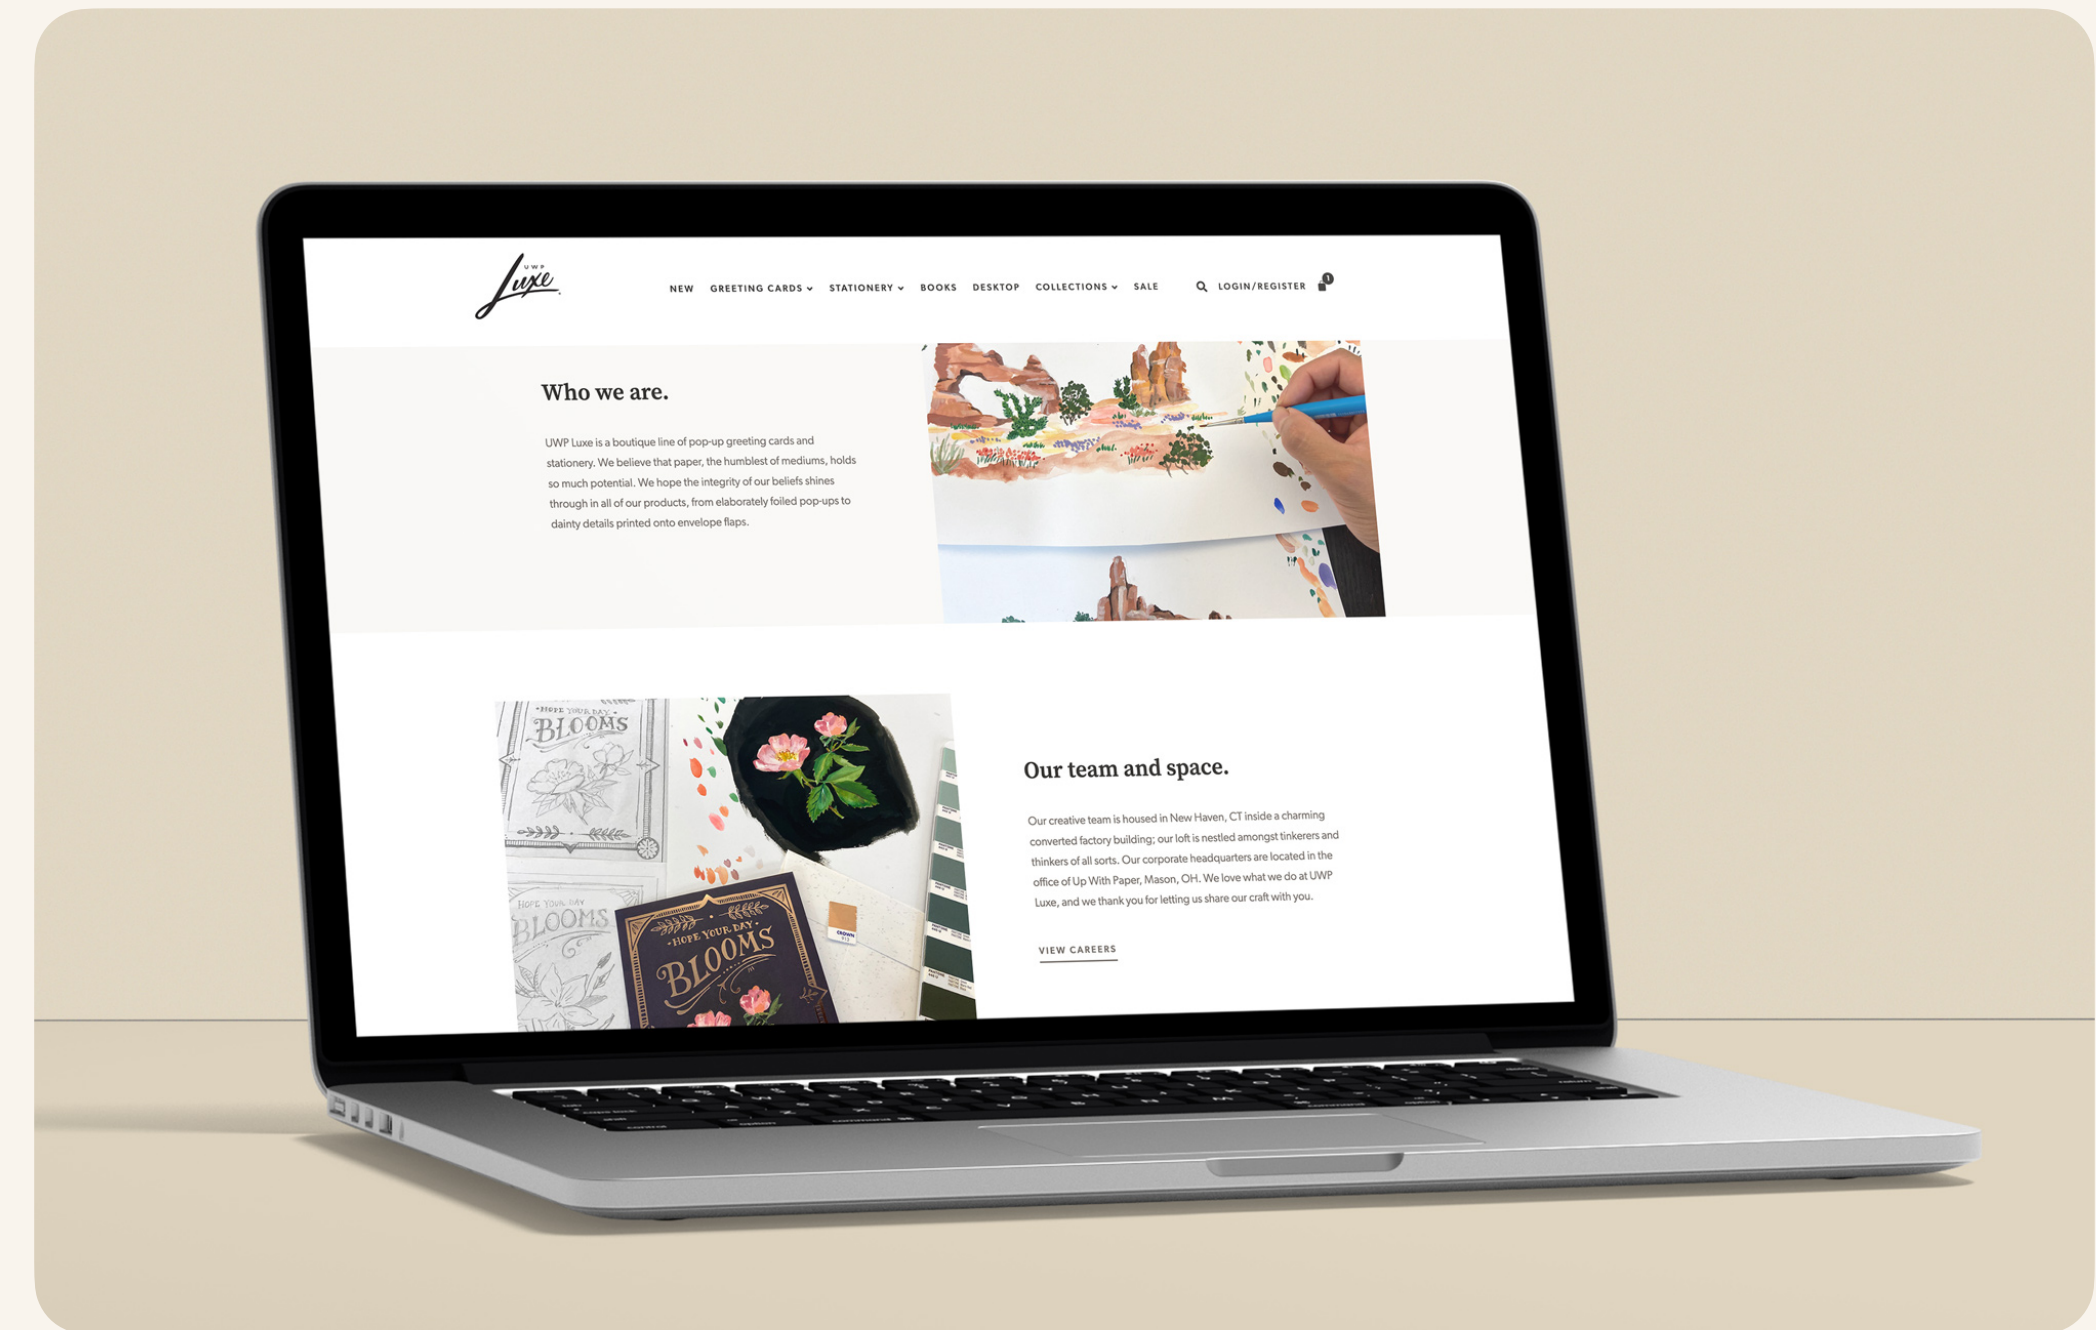 UWP
Luxe
NEW GREETING CARDS STATIONERY BOOKS DESKTOP COLLECTIONS SALE LOGIN/REGISTER 1
Who we are.
UWP Luxe is a boutique line of pop-up greeting cards and
stationery. We believe that paper, the humblest of mediums, holds
so much potential. We hope the integrity of our beliefs shines
through in all of our products, from elaborately foiled pop-ups to
dainty details printed onto envelope flaps.
HOPE YOUR DAY
BLOOMS
HOPE YOUR DAY
BLOOMS
HOPE YOUR DAY
BLOOMS
CROWN
Our team and space.
Our creative team is housed in New Haven, CT inside a charming
converted factory building; our loft is nestled amongst tinkerers and
thinkers of all sorts. Our corporate headquarters are located in the
office of Up With Paper, Mason, OH. We love what we do at UWP
Luxe, and we thank you for letting us share our craft with you.
VIEW CAREERS
control option command
command option